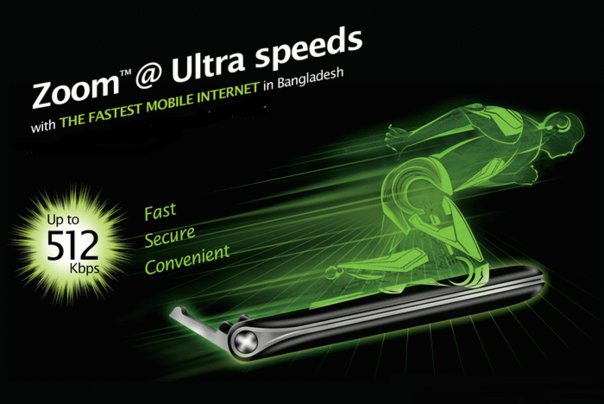 Zoom™ @ Ultra speeds
with THE FASTEST MOBILE INTERNET in Bangladesh
Up to
512
Kbps
Fast
Secure
Convenient